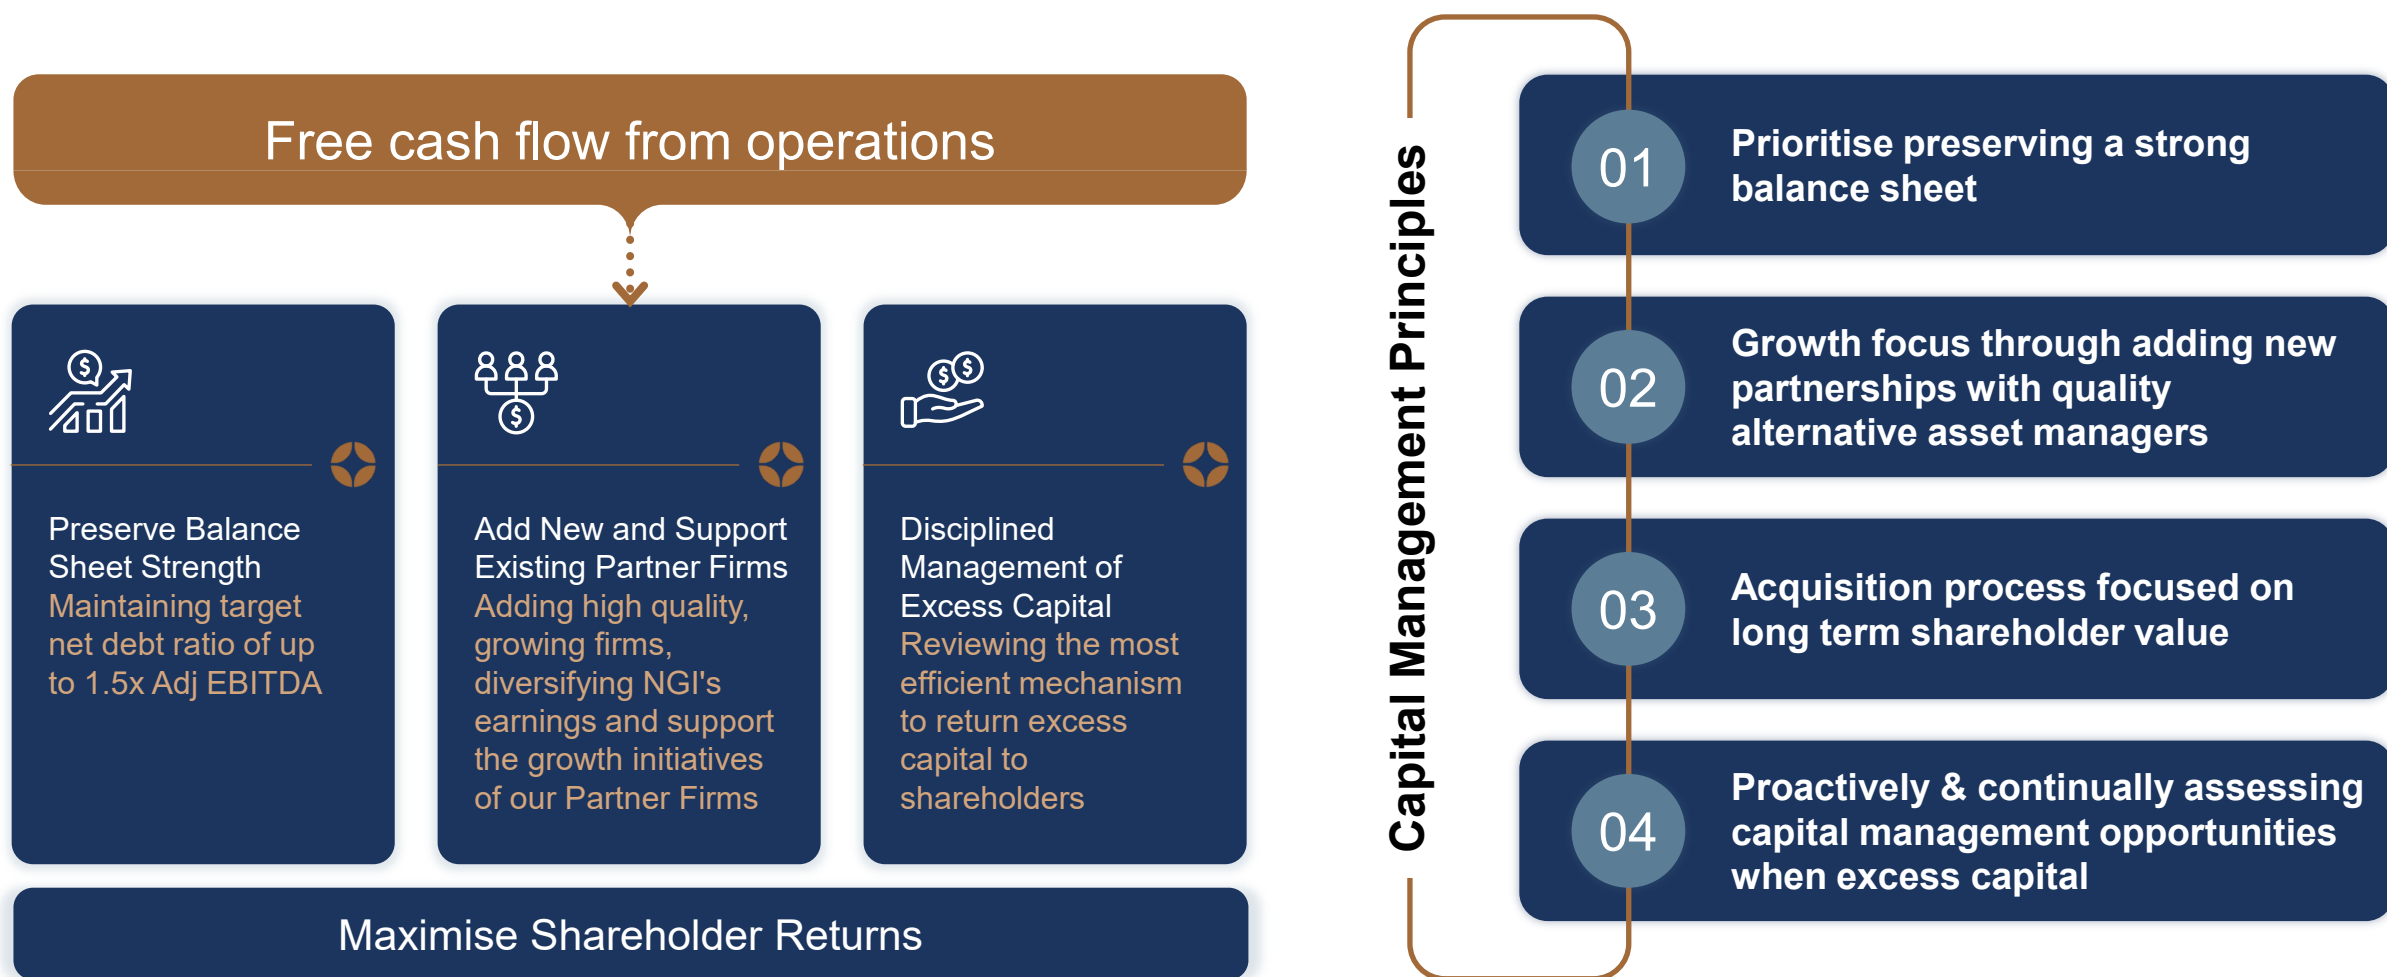 Free cash flow from operations
Preserve Balance
Sheet Strength
Maintaining target
net debt ratio of up
to 1.5x Adj EBITDA
Add New and Support
Existing Partner Firms
Adding high quality,
growing firms,
diversifying NGI's
earnings and support
the growth initiatives
of our Partner Firms
Disciplined
Management of
Excess Capital
Reviewing the most
efficient mechanism
to return excess
capital to
shareholders
Maximise Shareholder Returns
Capital Management Principles
01
Prioritise preserving a strong
balance sheet
02
Growth focus through adding new
partnerships with quality
alternative asset managers
03
Acquisition process focused on
long term shareholder value
04
Proactively & continually assessing
capital management opportunities
when excess capital